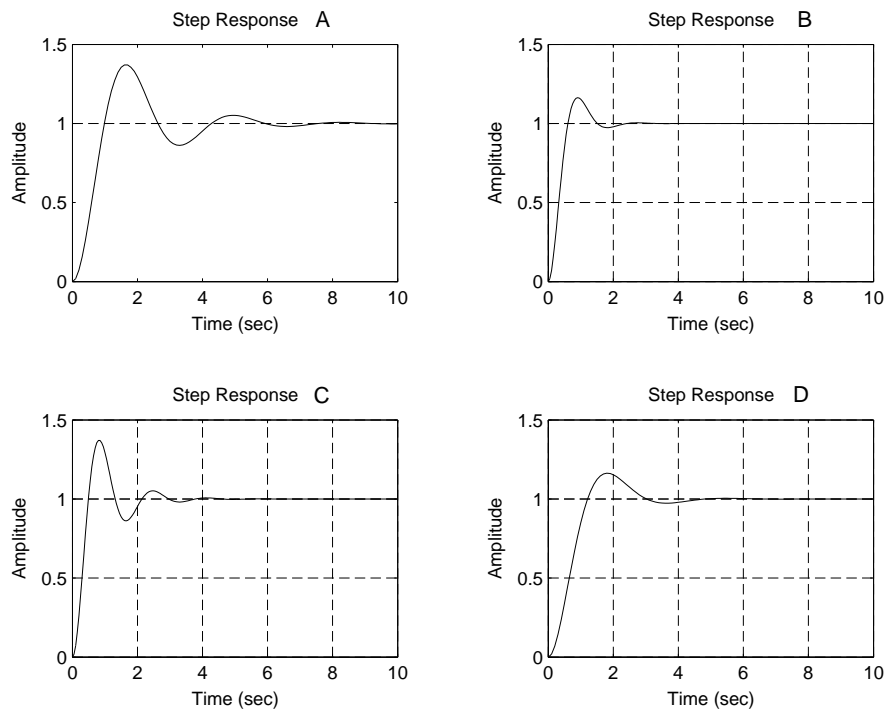 Step Response A
1.5
1
0.5
0
Amplitude
0 2 4 6 8 10
Time (sec)
Step Response B
1.5
1
0.5
0
Amplitude
0 2 4 6 8 10
Time (sec)
Step Response C
1.5
1
0.5
0
Amplitude
0 2 4 6 8 10
Time (sec)
Step Response D
1.5
1
0.5
0
Amplitude
0 2 4 6 8 10
Time (sec)